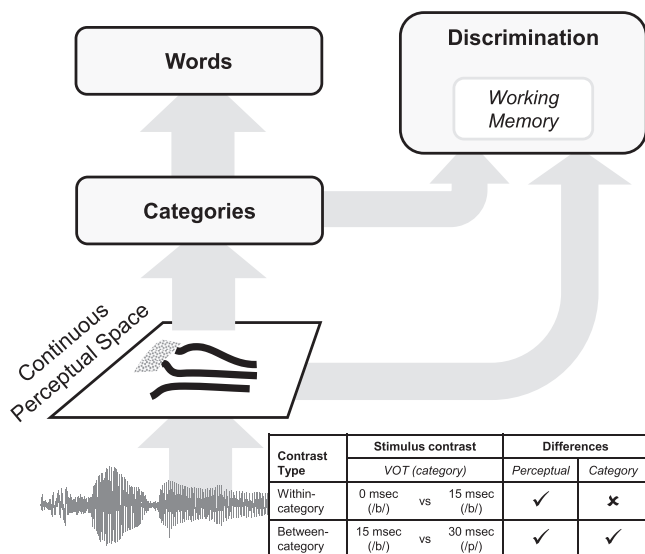 Words
Discrimination
Working
Memory
Categories
Continuous
Perceptual Space
Contrast
Type
Stimulus contrast
Differences
VOT (category)
Perceptual
Category
Within-
category
0 msec
(/b/)
vs
15 msec
(/b/)
✓
✘
Between-
category
15 msec
(/b/)
vs
30 msec
(/p/)
✓
✓